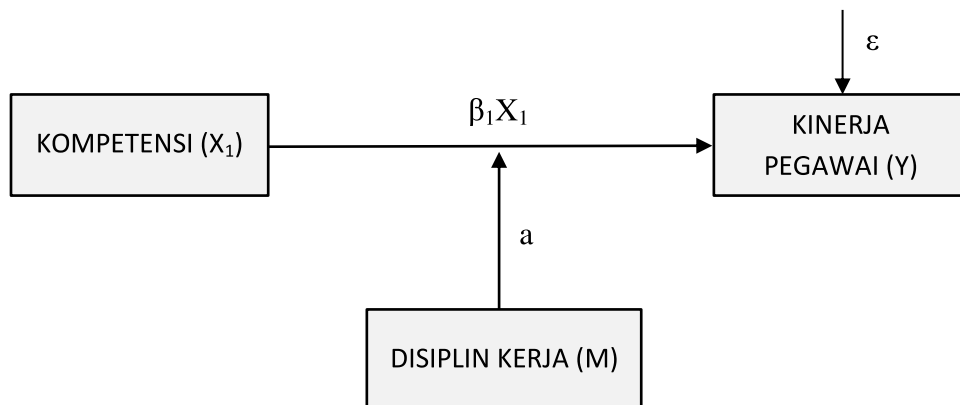 ε
KOMPETENSI (X₁)
β₁X₁
KINERJA
PEGAWAI (Y)
a
DISIPLIN KERJA (M)